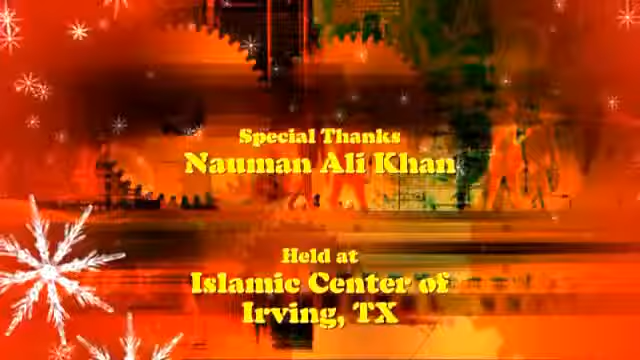 Special Thanks
Nauman Ali Khan
Held at
Islamic Center of
Irving, TX